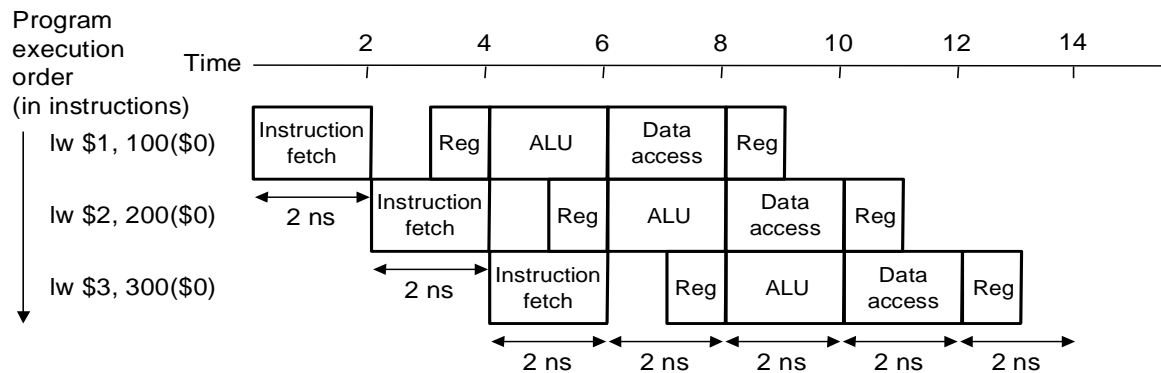 Program
execution
order
(in instructions)
Time
2 4 6 8 10 12 14
lw $1, 100($0)
Instruction
fetch
Reg
ALU
Data
access
Reg
2 ns
lw $2, 200($0)
Instruction
fetch
Reg
ALU
Data
access
Reg
2 ns
lw $3, 300($0)
Instruction
fetch
Reg
ALU
Data
access
Reg
2 ns 2 ns 2 ns 2 ns 2 ns